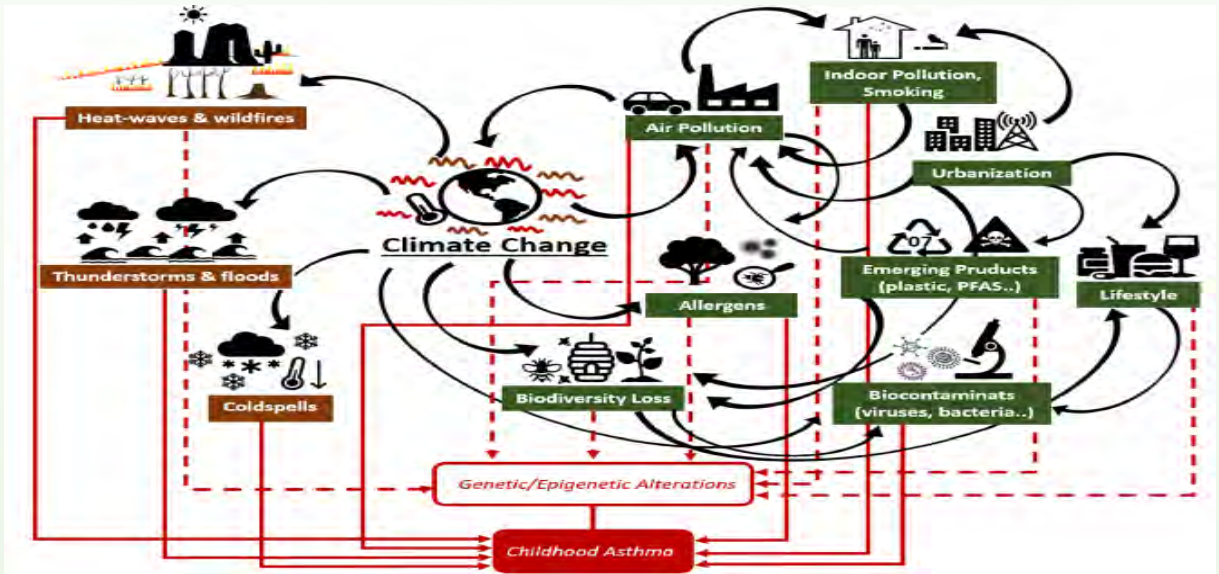 Indoor Pollution,
Smoking
Heat-waves & wildfires
Air Pollution
Urbanization
Climate Change
07
Thunderstorms & floods
Emerging Pruducts
(plastic, PFAS..)
Allergens
Lifestyle
Biodiversity Loss
Biocontaminats
(viruses, bacteria..)
Coldspells
Genetic/Epigenetic Alterations
Childhood Asthma